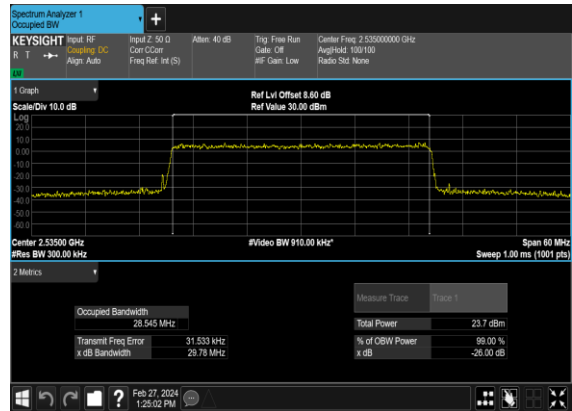 Spectrum Analyzer 1
Occupied BW
+
KEYSIGHT
R T
Input: RF
Coupling: DC
Align: Auto
Input Z: 50 Ω
Corr CCorr
Freq Ref: Int (S)
Atten: 40 dB
Trig: Free Run
Gate: Off
#IF Gain: Low
Center Freq: 2.535000000 GHz
Avg|Hold: 100/100
Radio Std: None
1 Graph
Scale/Div 10.0 dB
Ref Lvl Offset 8.60 dB
Ref Value 30.00 dBm
Log
20.0
10.0
0.00
-10.0
-20.0
-30.0
-40.0
-50.0
-60.0
Center 2.53500 GHz
#Video BW 910.00 kHz*
Span 60 MHz
#Res BW 300.00 kHz
Sweep 1.00 ms (1001 pts)
2 Metrics
Measure Trace
Trace 1
Occupied Bandwidth
28.545 MHz
Total Power
23.7 dBm
Transmit Freq Error
31.533 kHz
% of OBW Power
99.00 %
x dB Bandwidth
29.78 MHz
x dB
-26.00 dB
?
Feb 27, 2024
1:25:02 PM